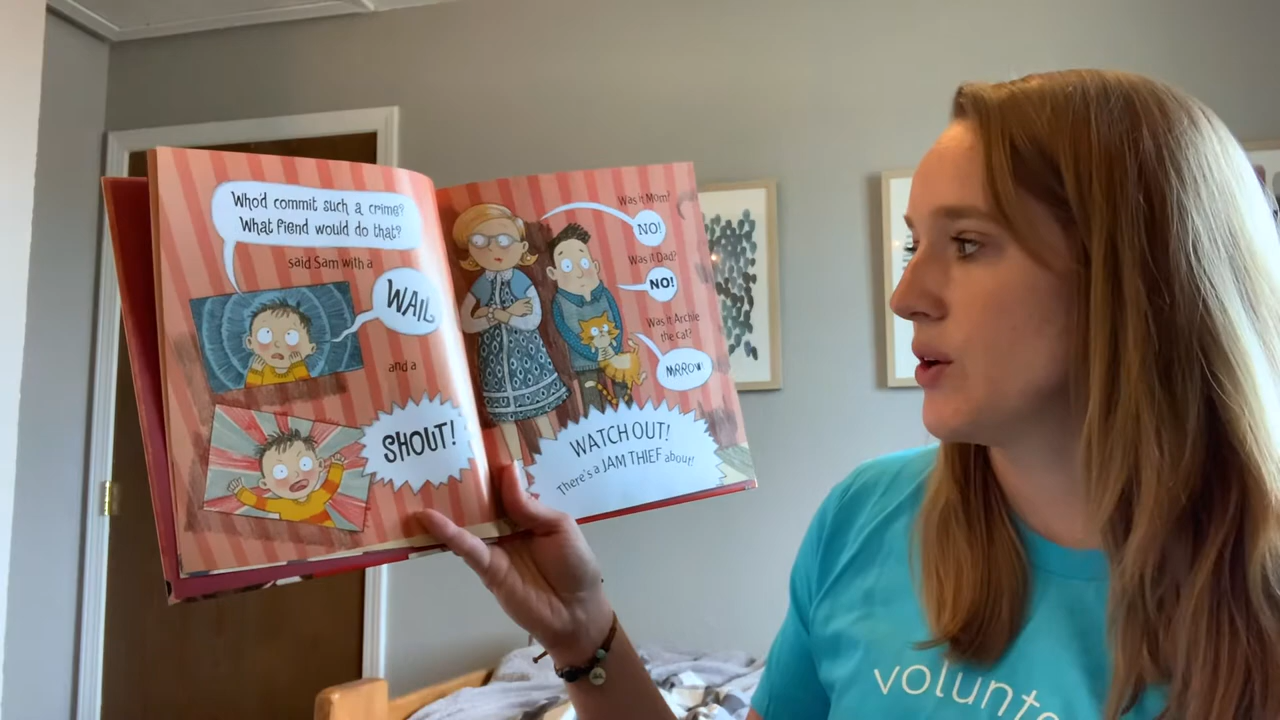 Who'd commit such a crime?
What fiend would do that?
said Sam with a
WAIL
and a
SHOUT!
Was it Mom?
NO!
Was it Dad?
NO!
Was it Archie
the cat?
MRROW!
WATCH OUT!
There's a JAM THIEF about!
volunte